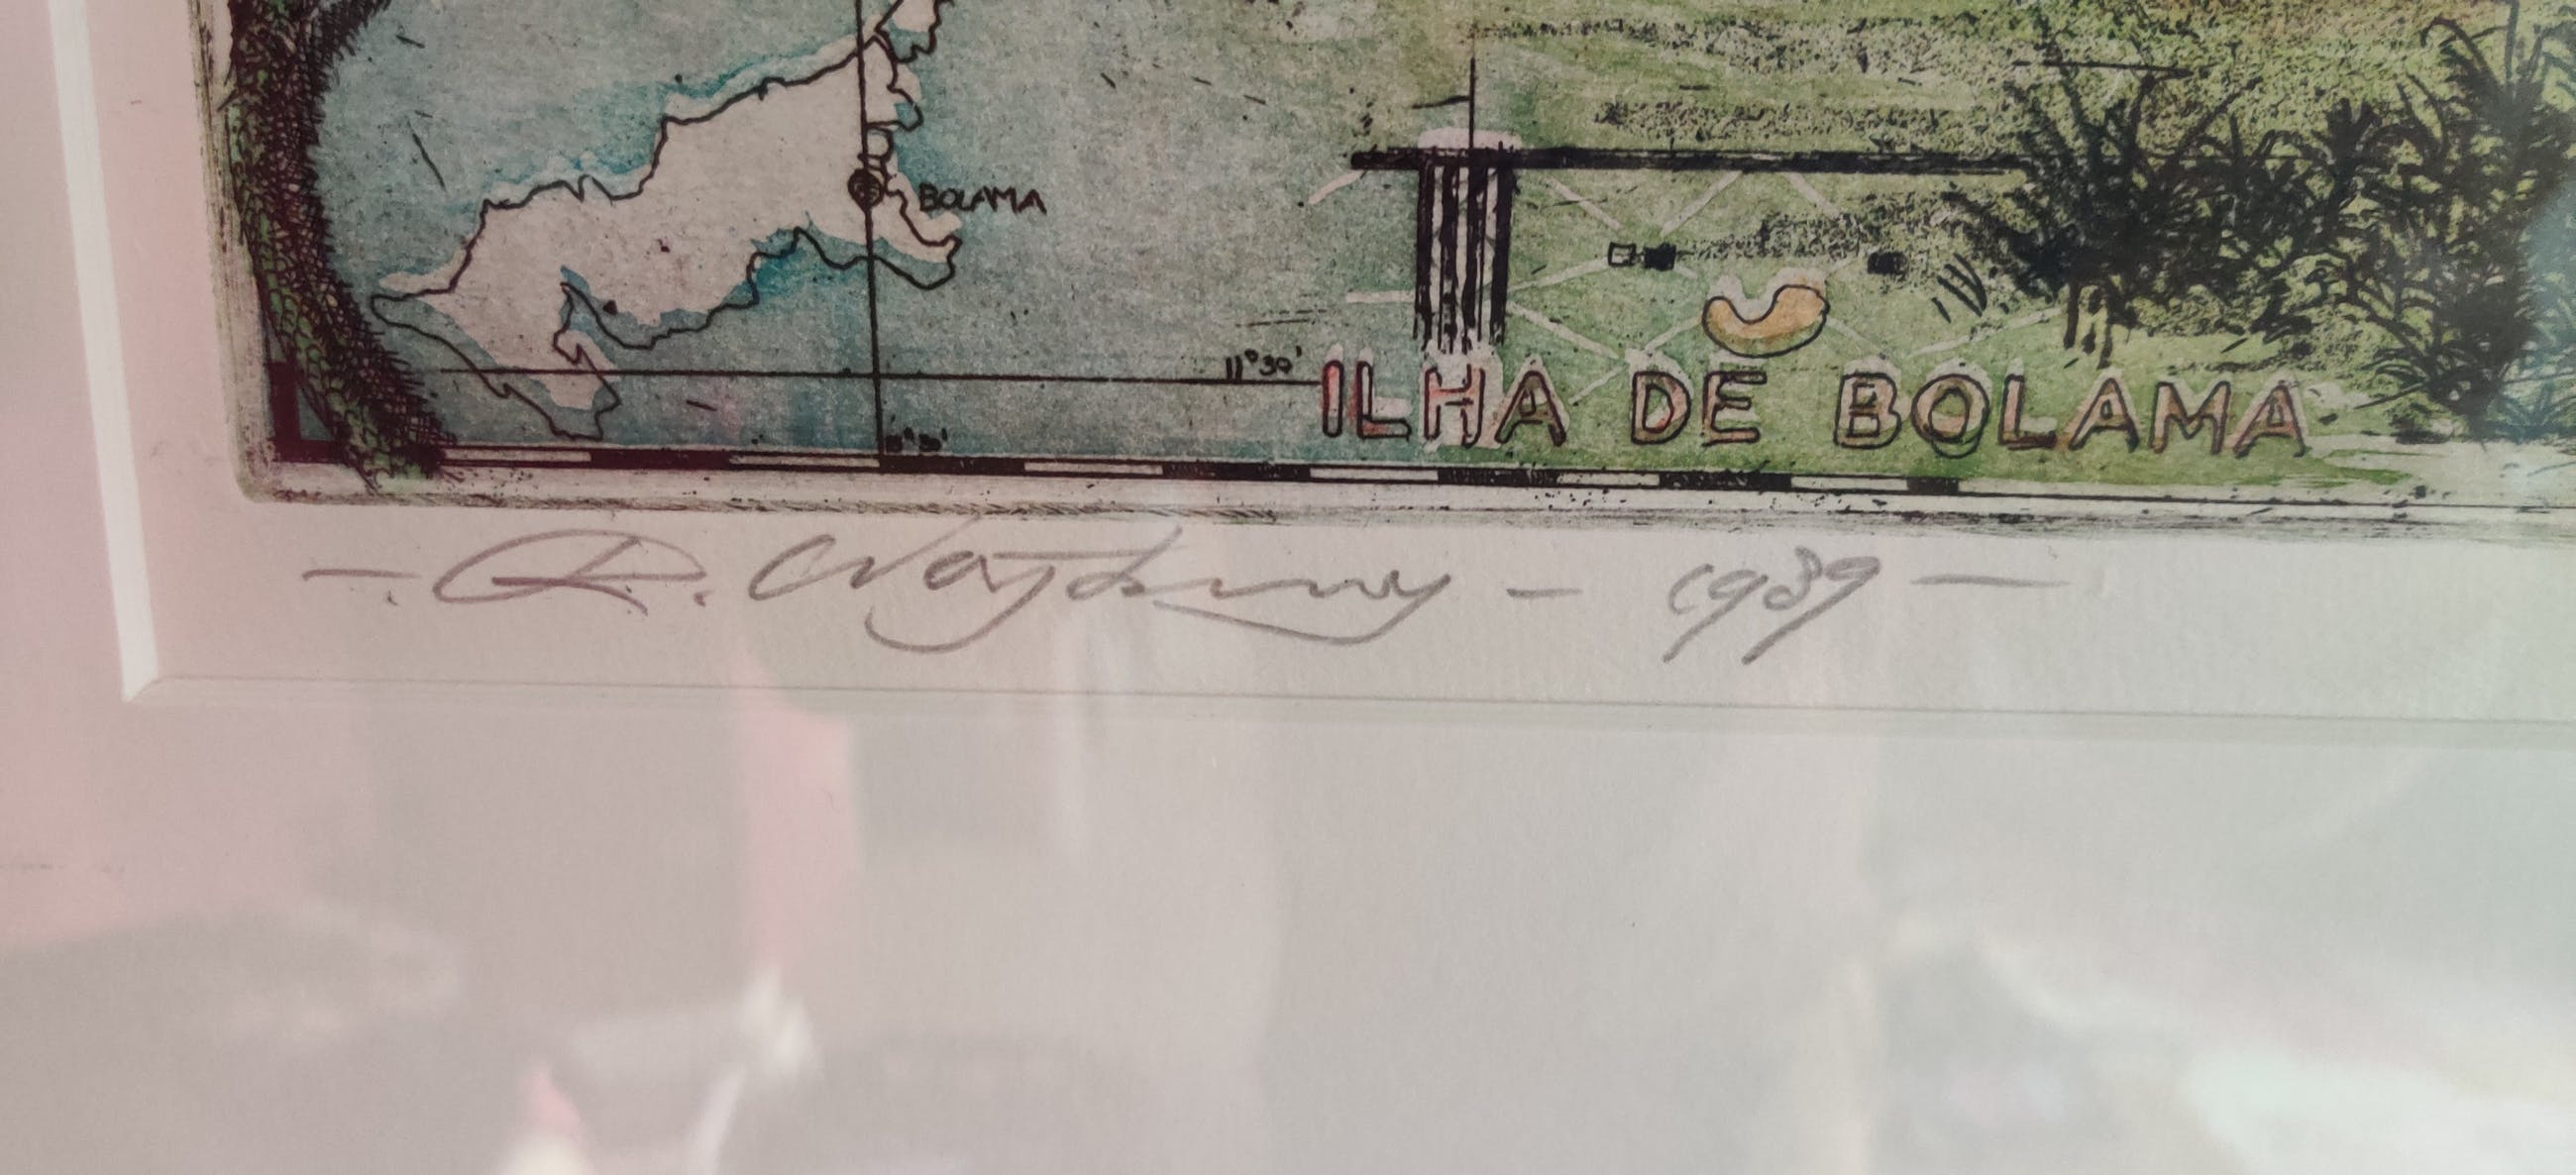 BOLAMA
11°30'
ILHA DE BOLAMA
1989